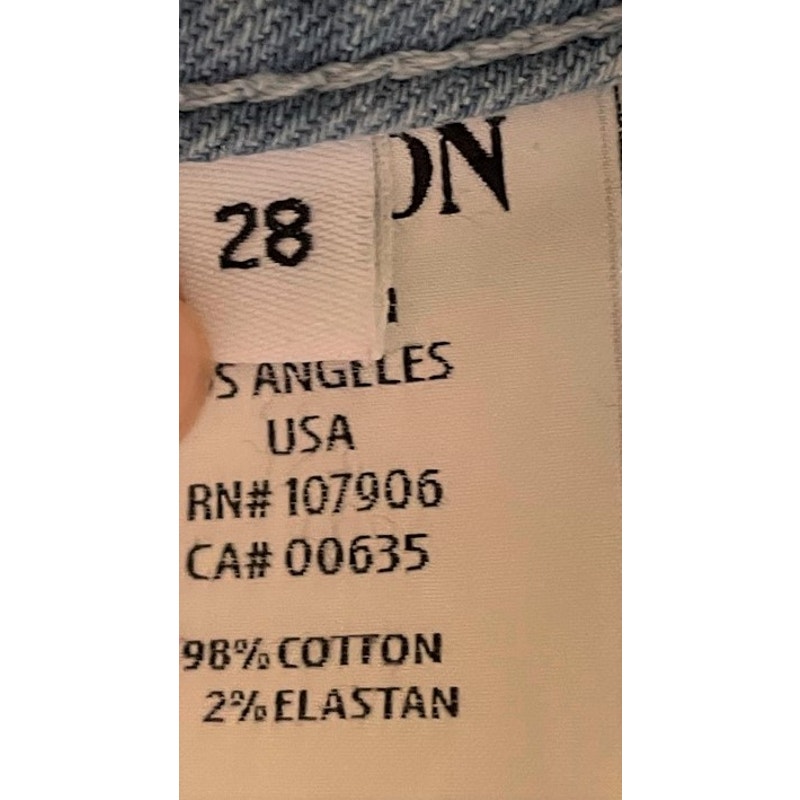 ON
28
S ANGELES
USA
RN# 107906
CA# 00635
98% COTTON
2% ELASTAN